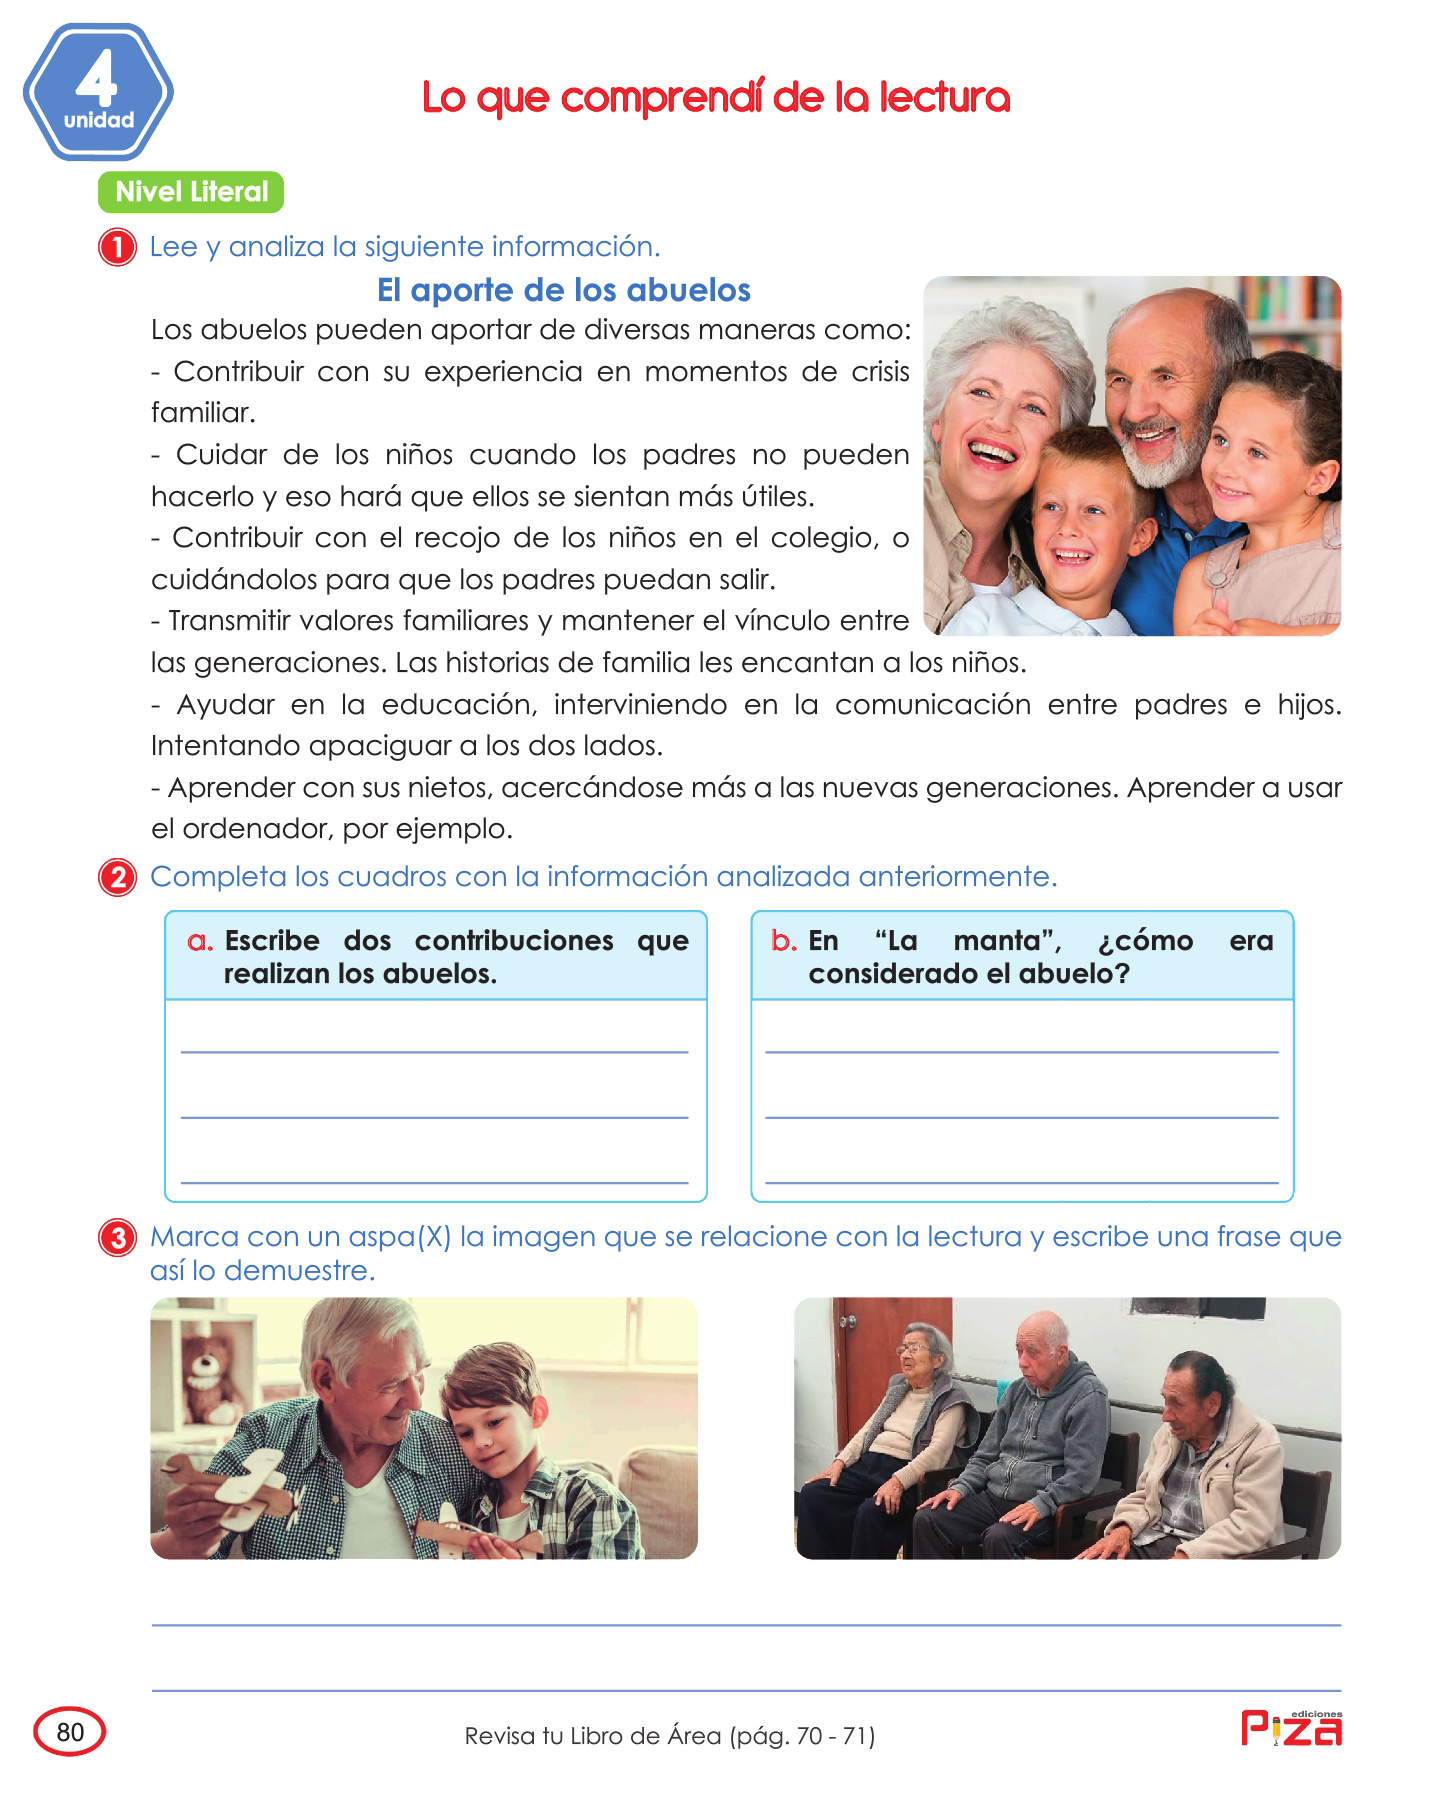 4
unidad
Lo que comprendí de la lectura
Nivel Literal
1 Lee y analiza la siguiente información.
El aporte de los abuelos
Los abuelos pueden aportar de diversas maneras como:
- Contribuir con su experiencia en momentos de crisis
familiar.
- Cuidar de los niños cuando los padres no pueden
hacerlo y eso hará que ellos se sientan más útiles.
- Contribuir con el recojo de los niños en el colegio, o
cuidándolos para que los padres puedan salir.
- Transmitir valores familiares y mantener el vínculo entre
las generaciones. Las historias de familia les encantan a los niños.
- Ayudar en la educación, interviniendo en la comunicación entre padres e hijos.
Intentando apaciguar a los dos lados.
- Aprender con sus nietos, acercándose más a las nuevas generaciones. Aprender a usar
el ordenador, por ejemplo.
2 Completa los cuadros con la información analizada anteriormente.
a. Escribe dos contribuciones que
realizan los abuelos.
b. En “La manta”, ¿cómo era
considerado el abuelo?
3 Marca con un aspa(X) la imagen que se relacione con la lectura y escribe una frase que
así lo demuestre.
80
Revisa tu Libro de Área (pág. 70 - 71)
ediciones
Piza